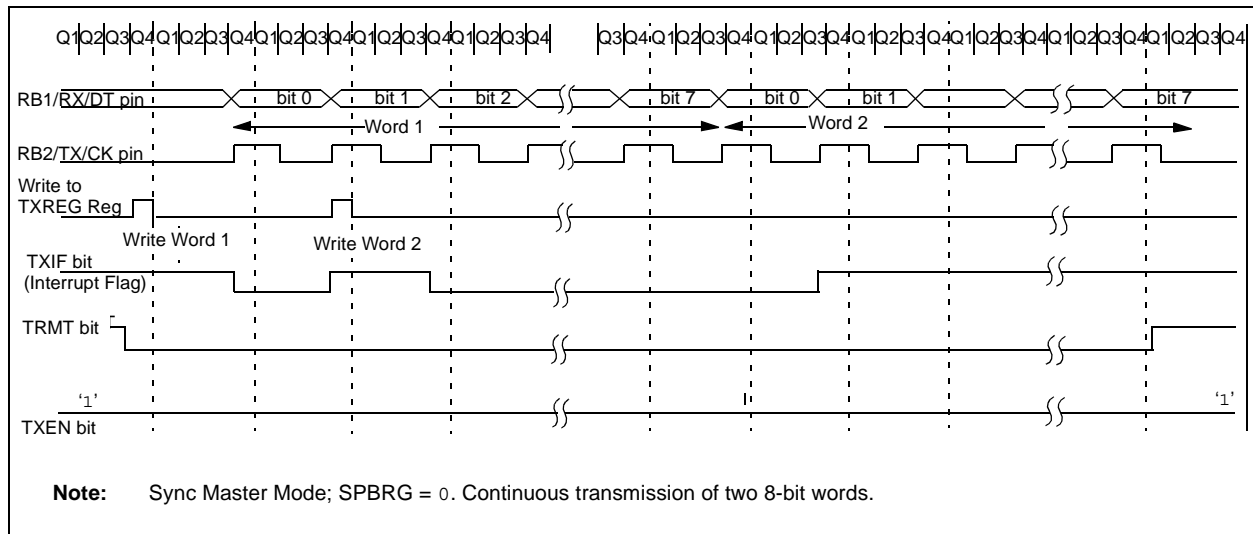 Q1Q2Q3Q4Q1Q2Q3Q4Q1Q2Q3Q4Q1Q2Q3Q4 Q3Q4Q1Q2Q3Q4Q1Q2Q3Q4Q1Q2Q3Q4Q1Q2Q3Q4Q1Q2Q3Q4Q1Q2Q3Q4
RB1/RX/DT pin bit 0 bit 1 bit 2 bit 7 bit 0 bit 1 bit 7
Word 1 Word 2
RB2/TX/CK pin
Write to
TXREG Reg
Write Word 1 Write Word 2
TXIF bit
(Interrupt Flag)
TRMT bit
‘1’ ‘1’
TXEN bit
Note: Sync Master Mode; SPBRG = 0. Continuous transmission of two 8-bit words.